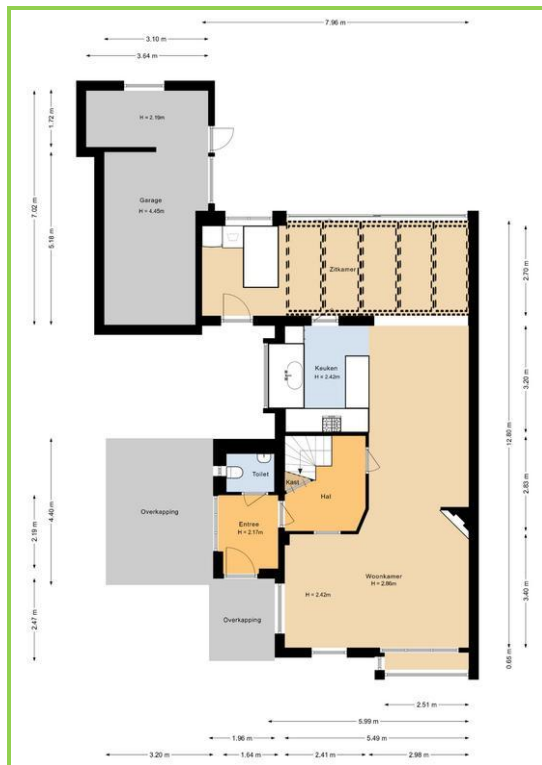 7.96 m
3.10 m
3.64 m
1.72 m
H = 2.19m
7.02 m
5.18 m
Garage
H = 4.45m
2.70 m
Zitkamer
12.80 m
3.20 m
Keuken
H = 2.42m
2.83 m
Toilet
Kast
Hal
4.40 m
2.19 m
Overkapping
Entree
H = 2.17m
Woonkamer
H = 2.86m
H = 2.42m
3.40 m
2.47 m
Overkapping
0.65 m
2.51 m
5.99 m
1.96 m
5.49 m
3.20 m
1.64 m
2.41 m
2.98 m